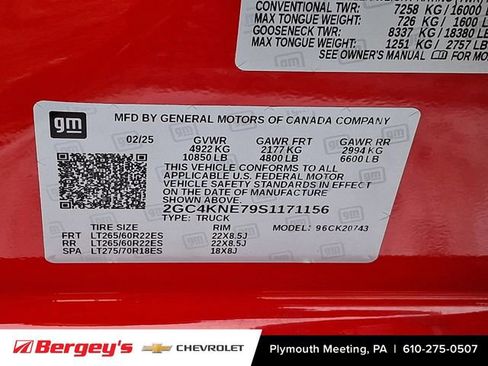 CONVENTIONAL TWR: 7258 KG/16000
MAX TONGUE WT: 726 KG/1600 L
GOOSENECK TWR: 8337 KG/18380 LB
MAX TONGUE WT: 1251 KG/2757 LB
SEE OWNER'S MANUAL gm FOR MO
gm
MFD BY GENERAL MOTORS OF CANADA COMPANY
02/25 GVWR GAWR FRT GAWR RR
4922 KG 2177 KG 2994 KG
10850 LB 4800 LB 6600 LB
THIS VEHICLE CONFORMS TO ALL
APPLICABLE U.S. FEDERAL MOTOR
VEHICLE SAFETY STANDARDS IN
EFFECT ON THE DATE OF MANUFACTURE
SHOWN ABOVE.
2GC4KNE79S1171156
TYPE: TRUCK
TIRE SIZE RIM MODEL: 96CK20743
FRT LT265/60R22ES 22X8.5J
RR LT265/60R22ES 22X8.5J
SPA LT275/70R18ES 18X8J
Bergey's CHEVROLET Plymouth Meeting, PA | 610-275-0507